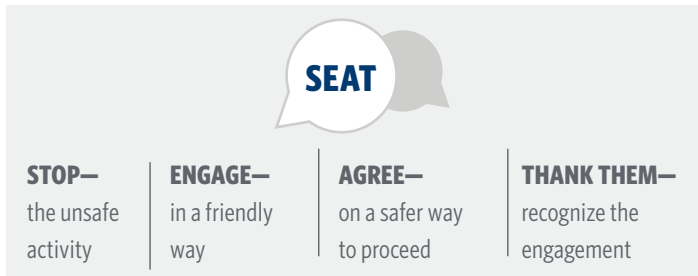 SEAT
STOP—
the unsafe
activity
ENGAGE—
in a friendly
way
AGREE—
on a safer way
to proceed
THANK THEM—
recognize the
engagement